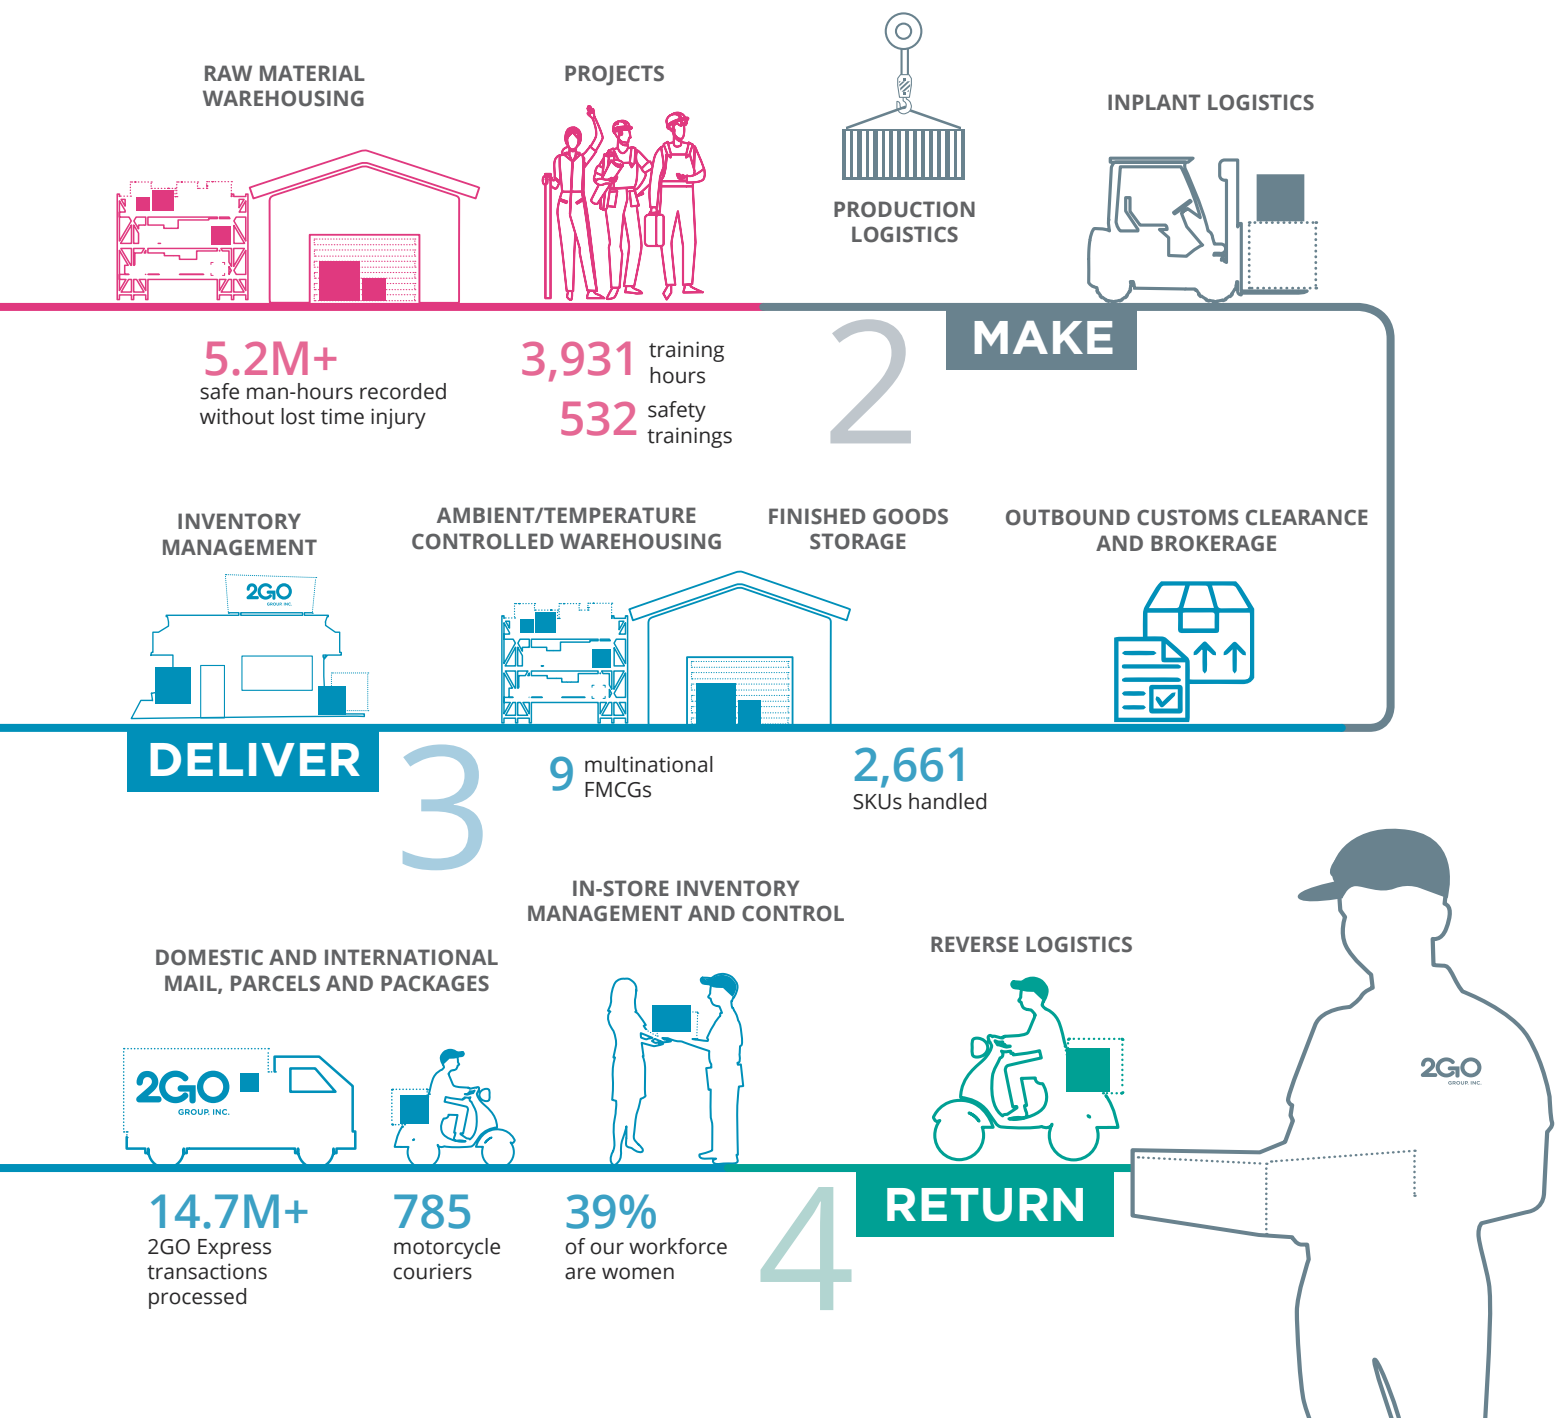 RAW MATERIAL
WAREHOUSING
PROJECTS
PRODUCTION
LOGISTICS
INPLANT LOGISTICS
2
MAKE
5.2M+
safe man-hours recorded
without lost time injury
3,931 training
hours
532 safety
trainings
INVENTORY
MANAGEMENT
AMBIENT/TEMPERATURE
CONTROLLED WAREHOUSING
FINISHED GOODS
STORAGE
OUTBOUND CUSTOMS CLEARANCE
AND BROKERAGE
2GO
GROUP. INC.
DELIVER
3
9 multinational
FMCGs
2,661
SKUs handled
DOMESTIC AND INTERNATIONAL
MAIL, PARCELS AND PACKAGES
IN-STORE INVENTORY
MANAGEMENT AND CONTROL
REVERSE LOGISTICS
2GO
GROUP. INC.
2GO
GROUP. INC.
14.7M+
2GO Express
transactions
processed
785
motorcycle
couriers
39%
of our workforce
are women
4
RETURN